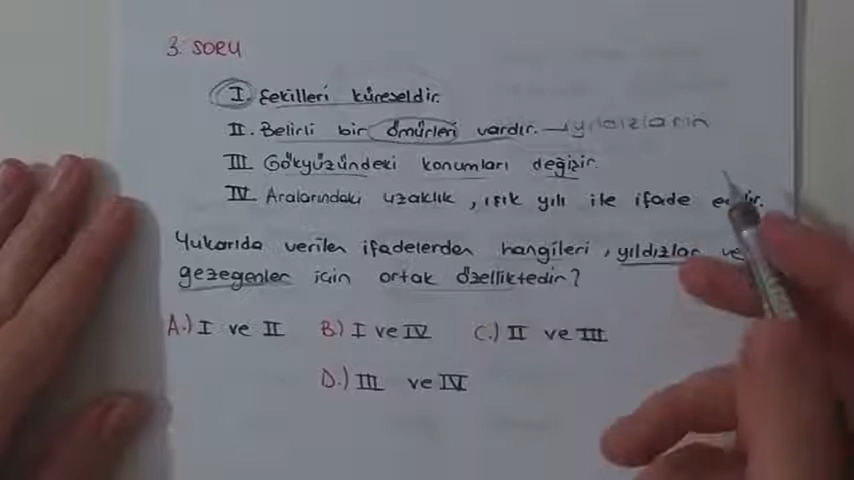 3. SORU
I. Şekilleri küreseldir.
II. Belirli bir ömürleri vardır. → yıldızların
III Gökyüzündeki konumları değişir.
IV Aralarındaki uzaklık, ışık yılı ile ifade
Yukarıda verilen ifadelerden hangileri, yıldızlar ve
gezegenler için ortak özelliktedir?
A.) I ve II B.) I ve IV C.) II ve III
D.) III ve IV